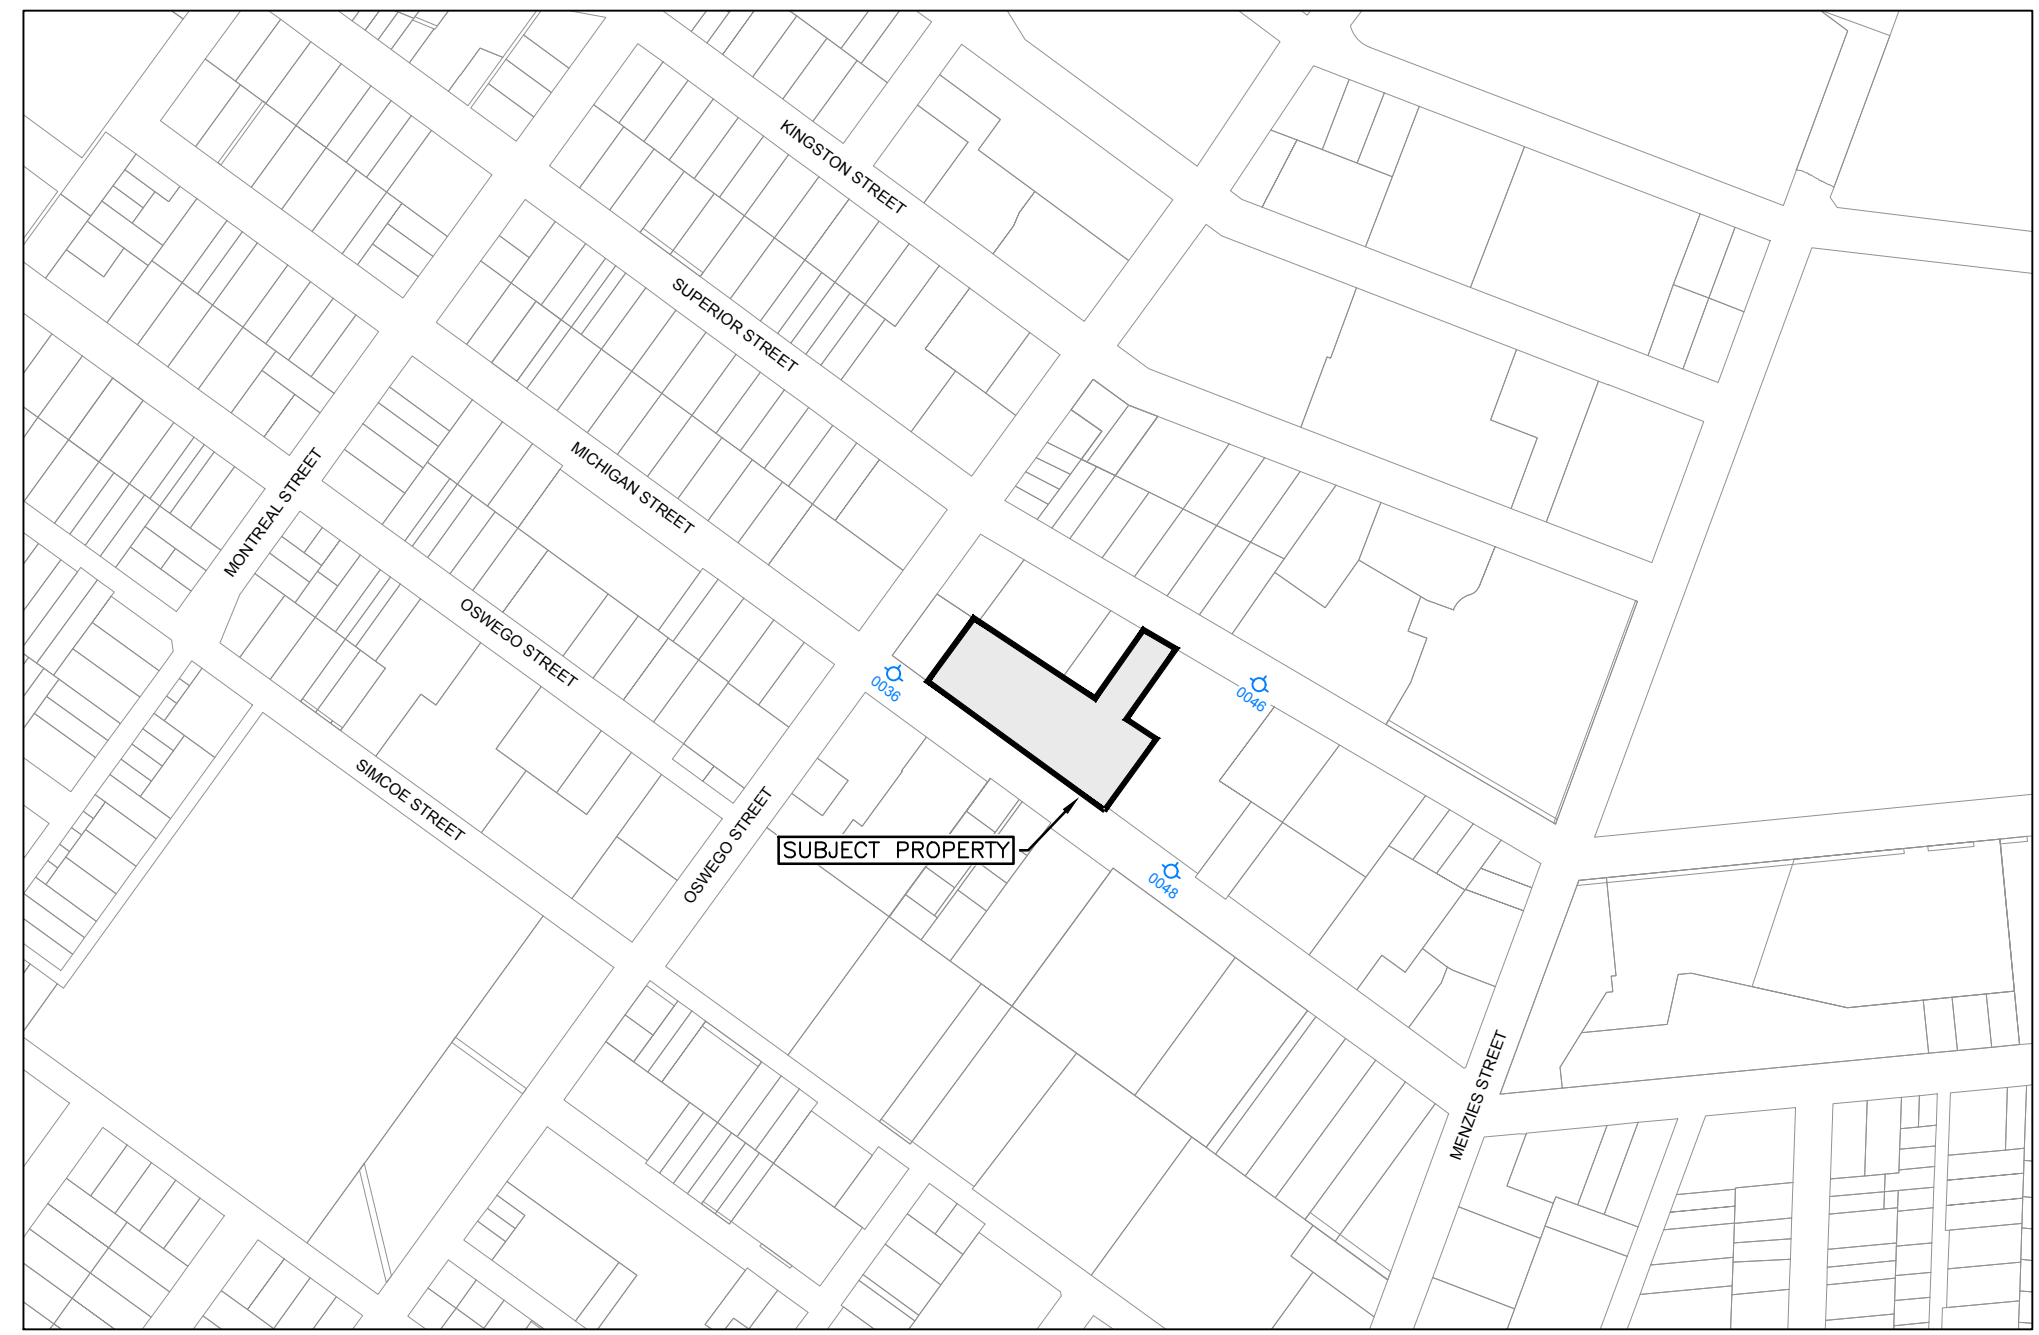 KINGSTON STREET
SUPERIOR STREET
MICHIGAN STREET
MONTREAL STREET
OSWEGO STREET
SIMCOE STREET
OSWEGO STREET
0036
0046
SUBJECT PROPERTY
0048
MENZIES STREET